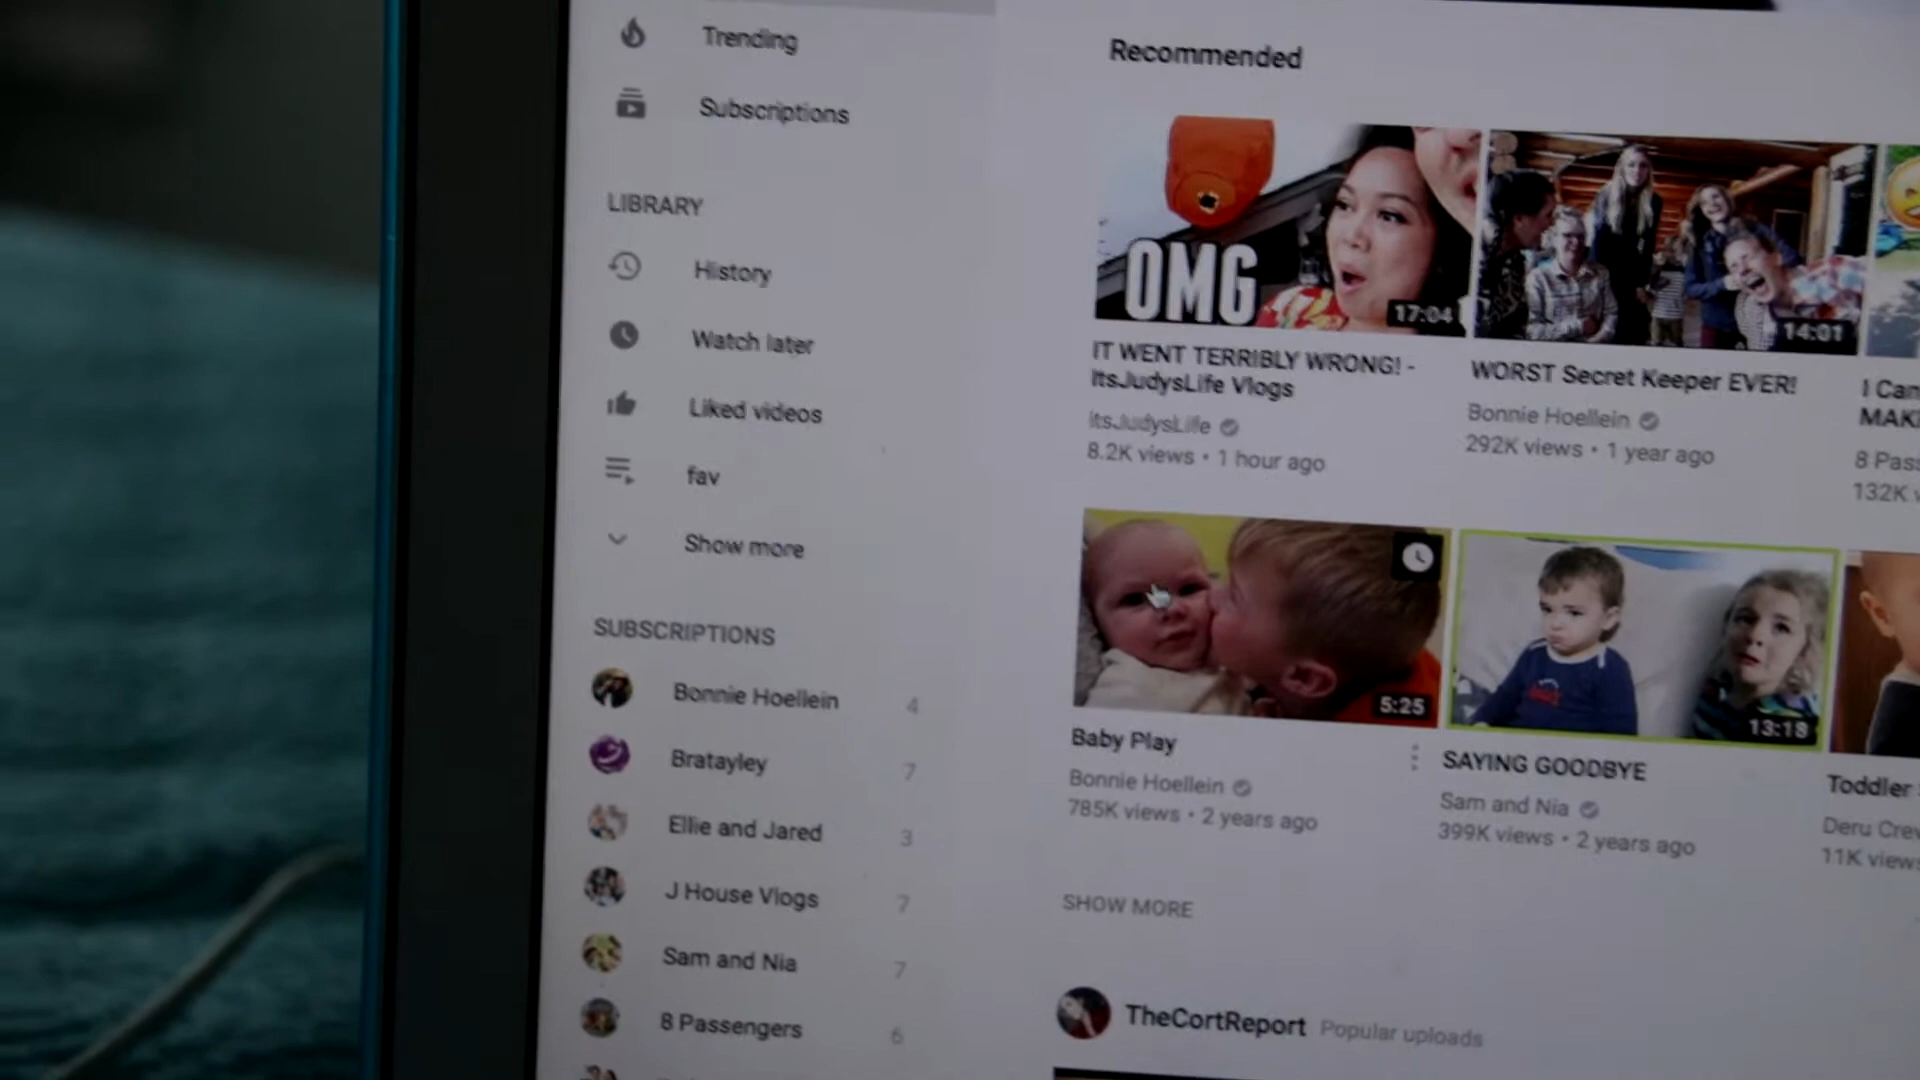 Trending
Subscriptions
LIBRARY
History
Watch later
Liked videos
fav
Show more
SUBSCRIPTIONS
Bonnie Hoellein 4
Bratayley 7
Ellie and Jared 3
J House Vlogs 7
Sam and Nia 7
8 Passengers 6
Recommended
OMG
17:04
IT WENT TERRIBLY WRONG! -
ItsJudysLife Vlogs
ItsJudysLife
8.2K views • 1 hour ago
14:01
WORST Secret Keeper EVER!
Bonnie Hoellein
292K views • 1 year ago
I Can
8
132K
5:25
Baby Play
Bonnie Hoellein
785K views • 2 years ago
13:18
SAYING GOODBYE
Sam and Nia
399K views • 2 years ago
Toddler
Deru
11K views
SHOW MORE
TheCortReport Popular uploads